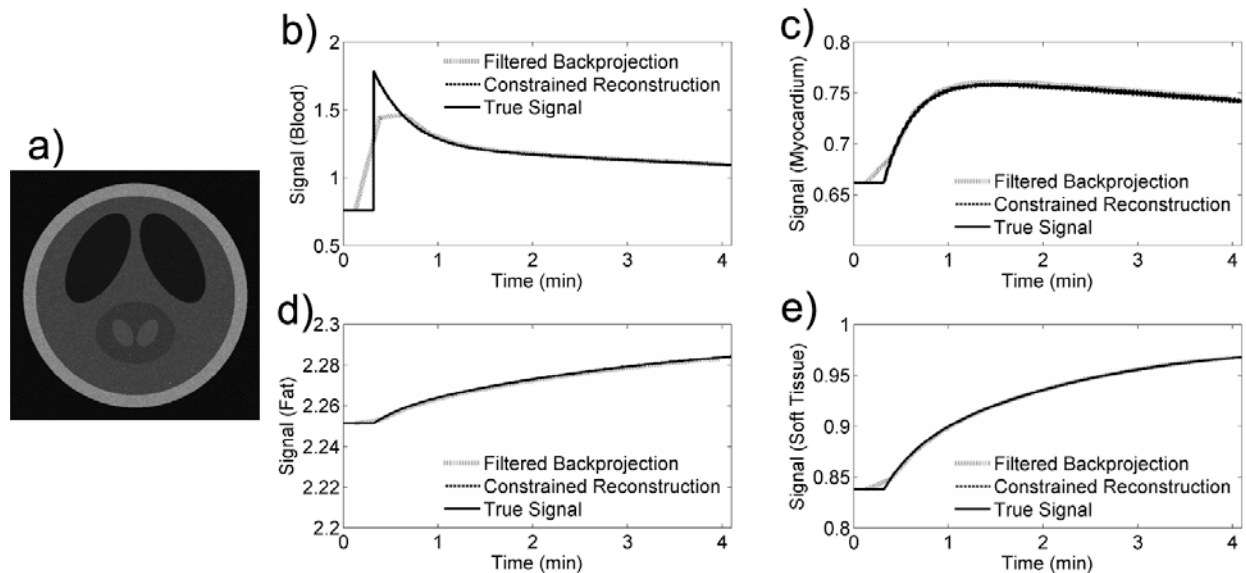 a)
b)
2
1.5
1
0.5
Signal (Blood)
Filtered Backprojection
Constrained Reconstruction
True Signal
0 1 2 3 4
Time (min)
c)
0.8
0.75
0.7
0.65
0.6
Signal (Myocardium)
Filtered Backprojection
Constrained Reconstruction
True Signal
0 1 2 3 4
Time (min)
d)
2.3
2.28
2.26
2.24
2.22
2.2
Signal (Fat)
Filtered Backprojection
Constrained Reconstruction
True Signal
0 1 2 3 4
Time (min)
e)
1
0.95
0.9
0.85
0.8
Signal (Soft Tissue)
Filtered Backprojection
Constrained Reconstruction
True Signal
0 1 2 3 4
Time (min)